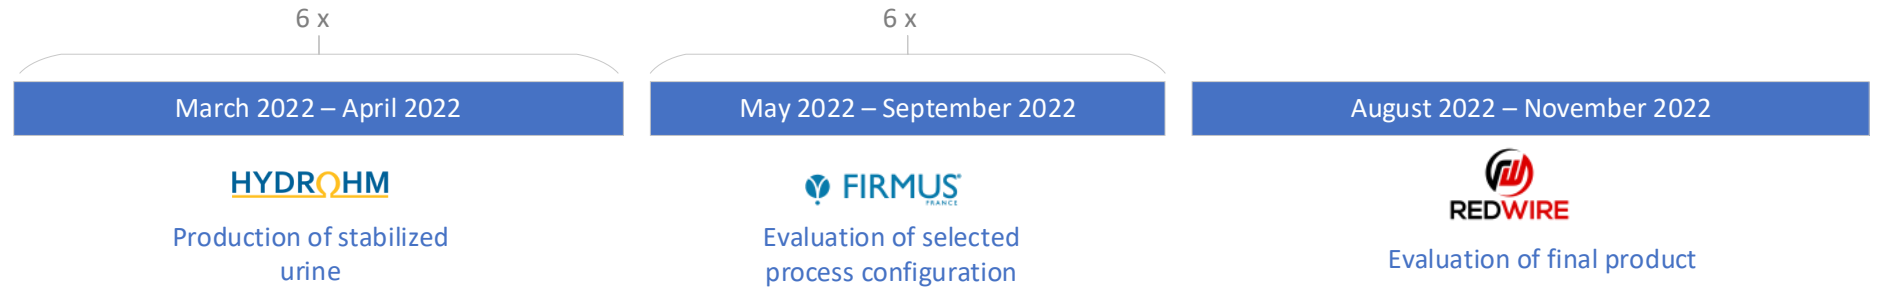 6 x
6 x
March 2022 – April 2022
May 2022 – September 2022
August 2022 – November 2022
HYDROHM
FIRMUS®
FRANCE
REDWIRE
Production of stabilized
urine
Evaluation of selected
process configuration
Evaluation of final product